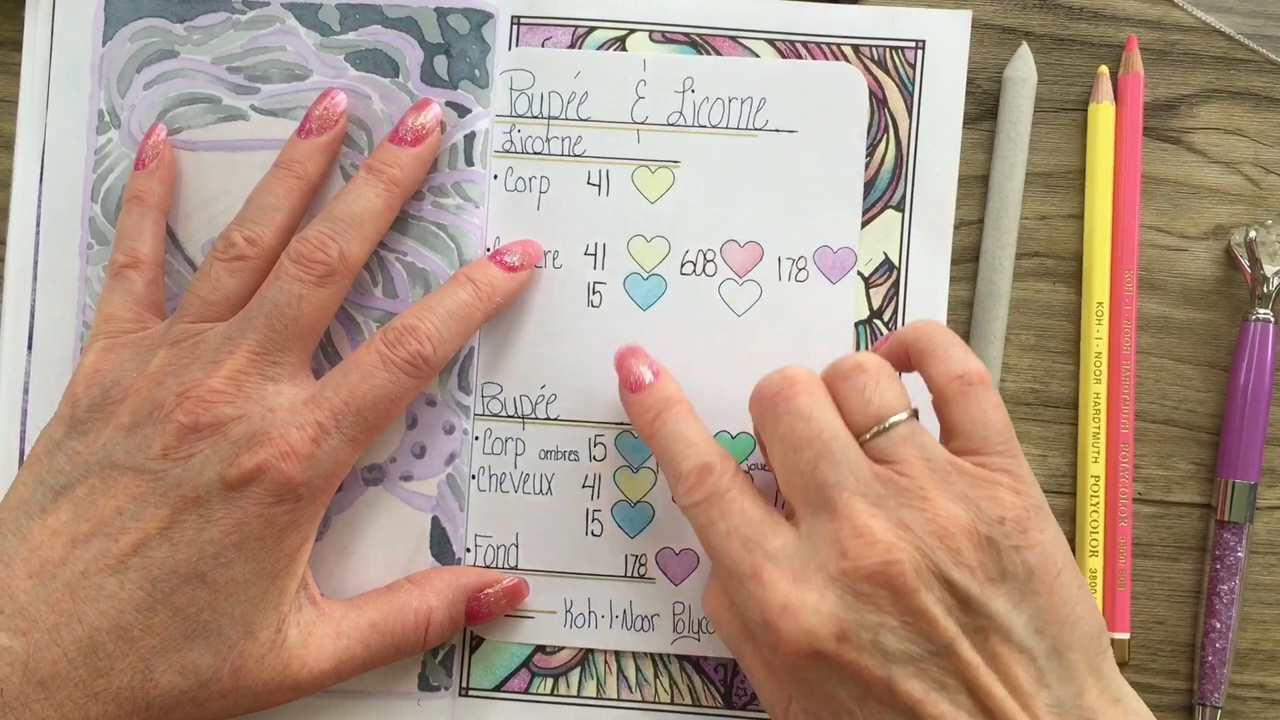 Poupée & Licorne
Licorne
• Corp 41
41 608 178
15
Poupée
• Corp ombres 15
• Cheveux 41
15
• Fond 178
Koh-I-Noor
KOH-I-NOOR HARDTMUTH POLYCOLOR
KOH-I-NOOR HARDTMUTH POLYCOLOR